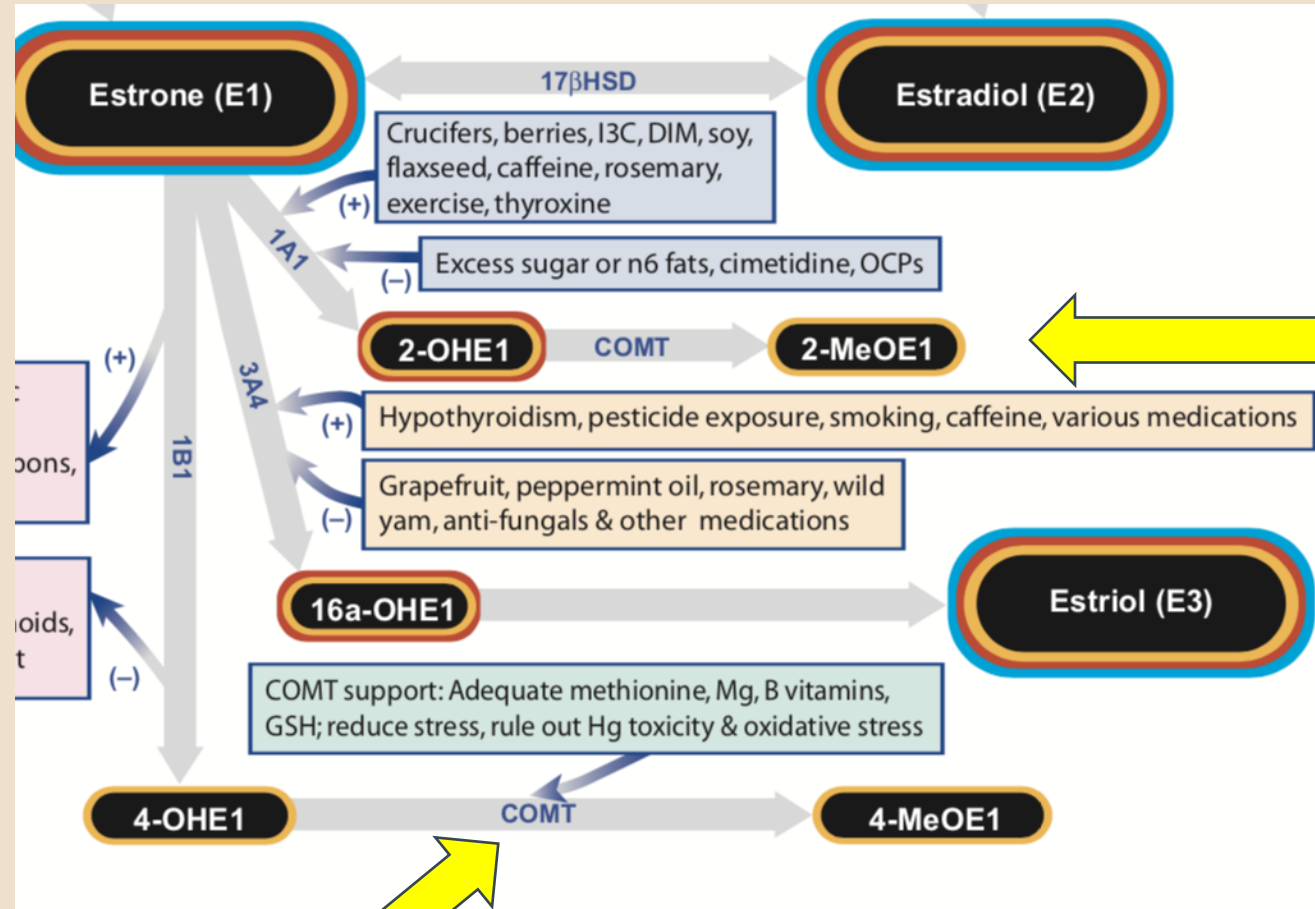 Estrone (E1)
17βHSD
Estradiol (E2)
Crucifers, berries, I3C, DIM, soy,
flaxseed, caffeine, rosemary,
exercise, thyroxine
(+)
1A1
Excess sugar or n6 fats, cimetidine, OCPs
(−)
2-OHE1
COMT
2-MeOE1
(+)
3A4
Hypothyroidism, pesticide exposure, smoking, caffeine, various medications
(+)
1B1
Grapefruit, peppermint oil, rosemary, wild
yam, anti-fungals & other medications
(−)
16a-OHE1
Estriol (E3)
t
(−)
COMT support: Adequate methionine, Mg, B vitamins,
GSH; reduce stress, rule out Hg toxicity & oxidative stress
4-OHE1
COMT
4-MeOE1